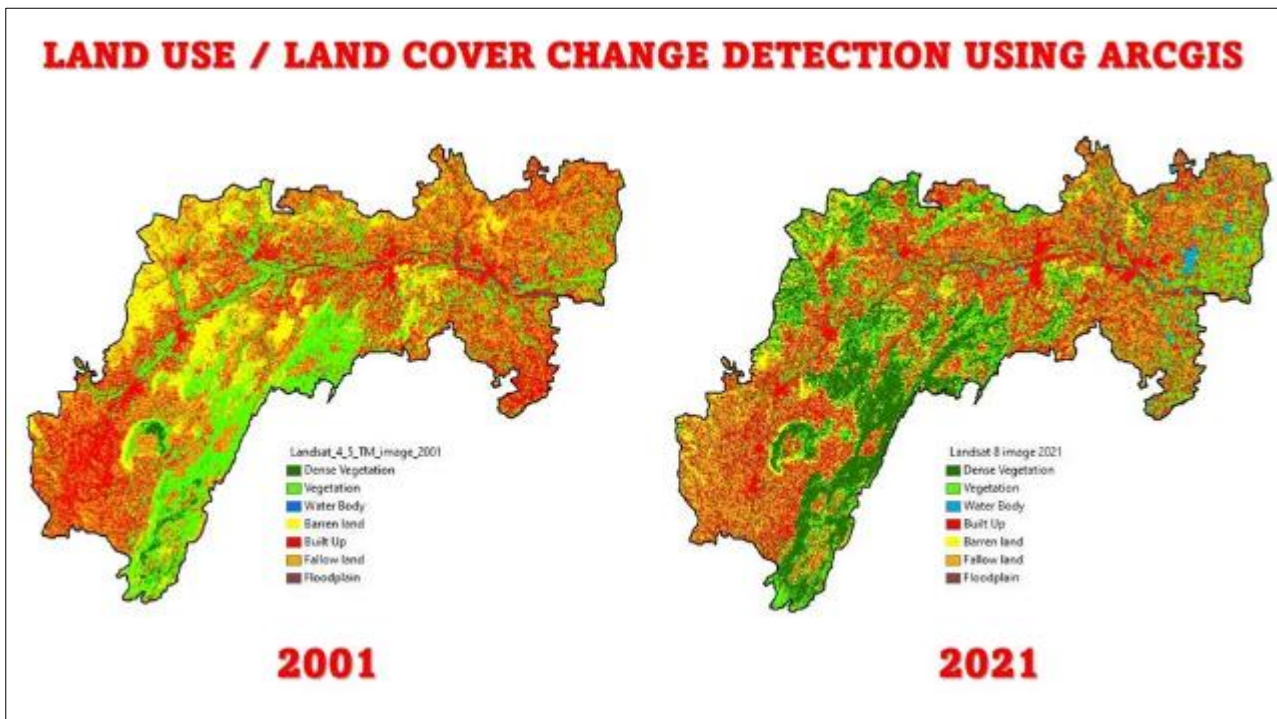 LAND USE / LAND COVER CHANGE DETECTION USING ARCGIS
Landsat_4_5_TM_image_2001
Dense Vegetation
Vegetation
Water Body
Barren land
Built Up
Fallow land
Floodplain
2001
Landsat 8 image 2021
Dense Vegetation
Vegetation
Water Body
Built Up
Barren land
Fallow land
Floodplain
2021